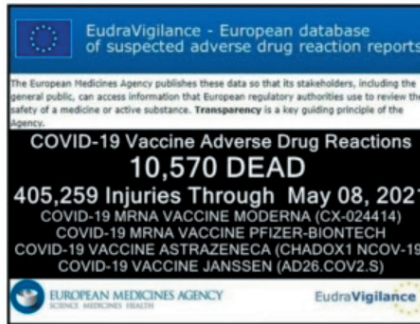 EudraVigilance - European database
of suspected adverse drug reaction reports
The European Medicines Agency publishes these data so that its stakeholders, including the
general public, can access information that European regulatory authorities use to review the
safety of a medicine or active substance. Transparency is a key guiding principle of the
Agency.
COVID-19 Vaccine Adverse Drug Reactions
10,570 DEAD
405,259 Injuries Through May 08, 202
COVID-19 MRNA VACCINE MODERNA (CX-024414)
COVID-19 MRNA VACCINE PFIZER-BIONTECH
COVID-19 VACCINE ASTRAZENECA (CHADOX1 NCOV-19
COVID-19 VACCINE JANSSEN (AD26.COV2.S)
EUROPEAN MEDICINES AGENCY
SCIENCE MEDICINES HEALTH
EudraVigilance